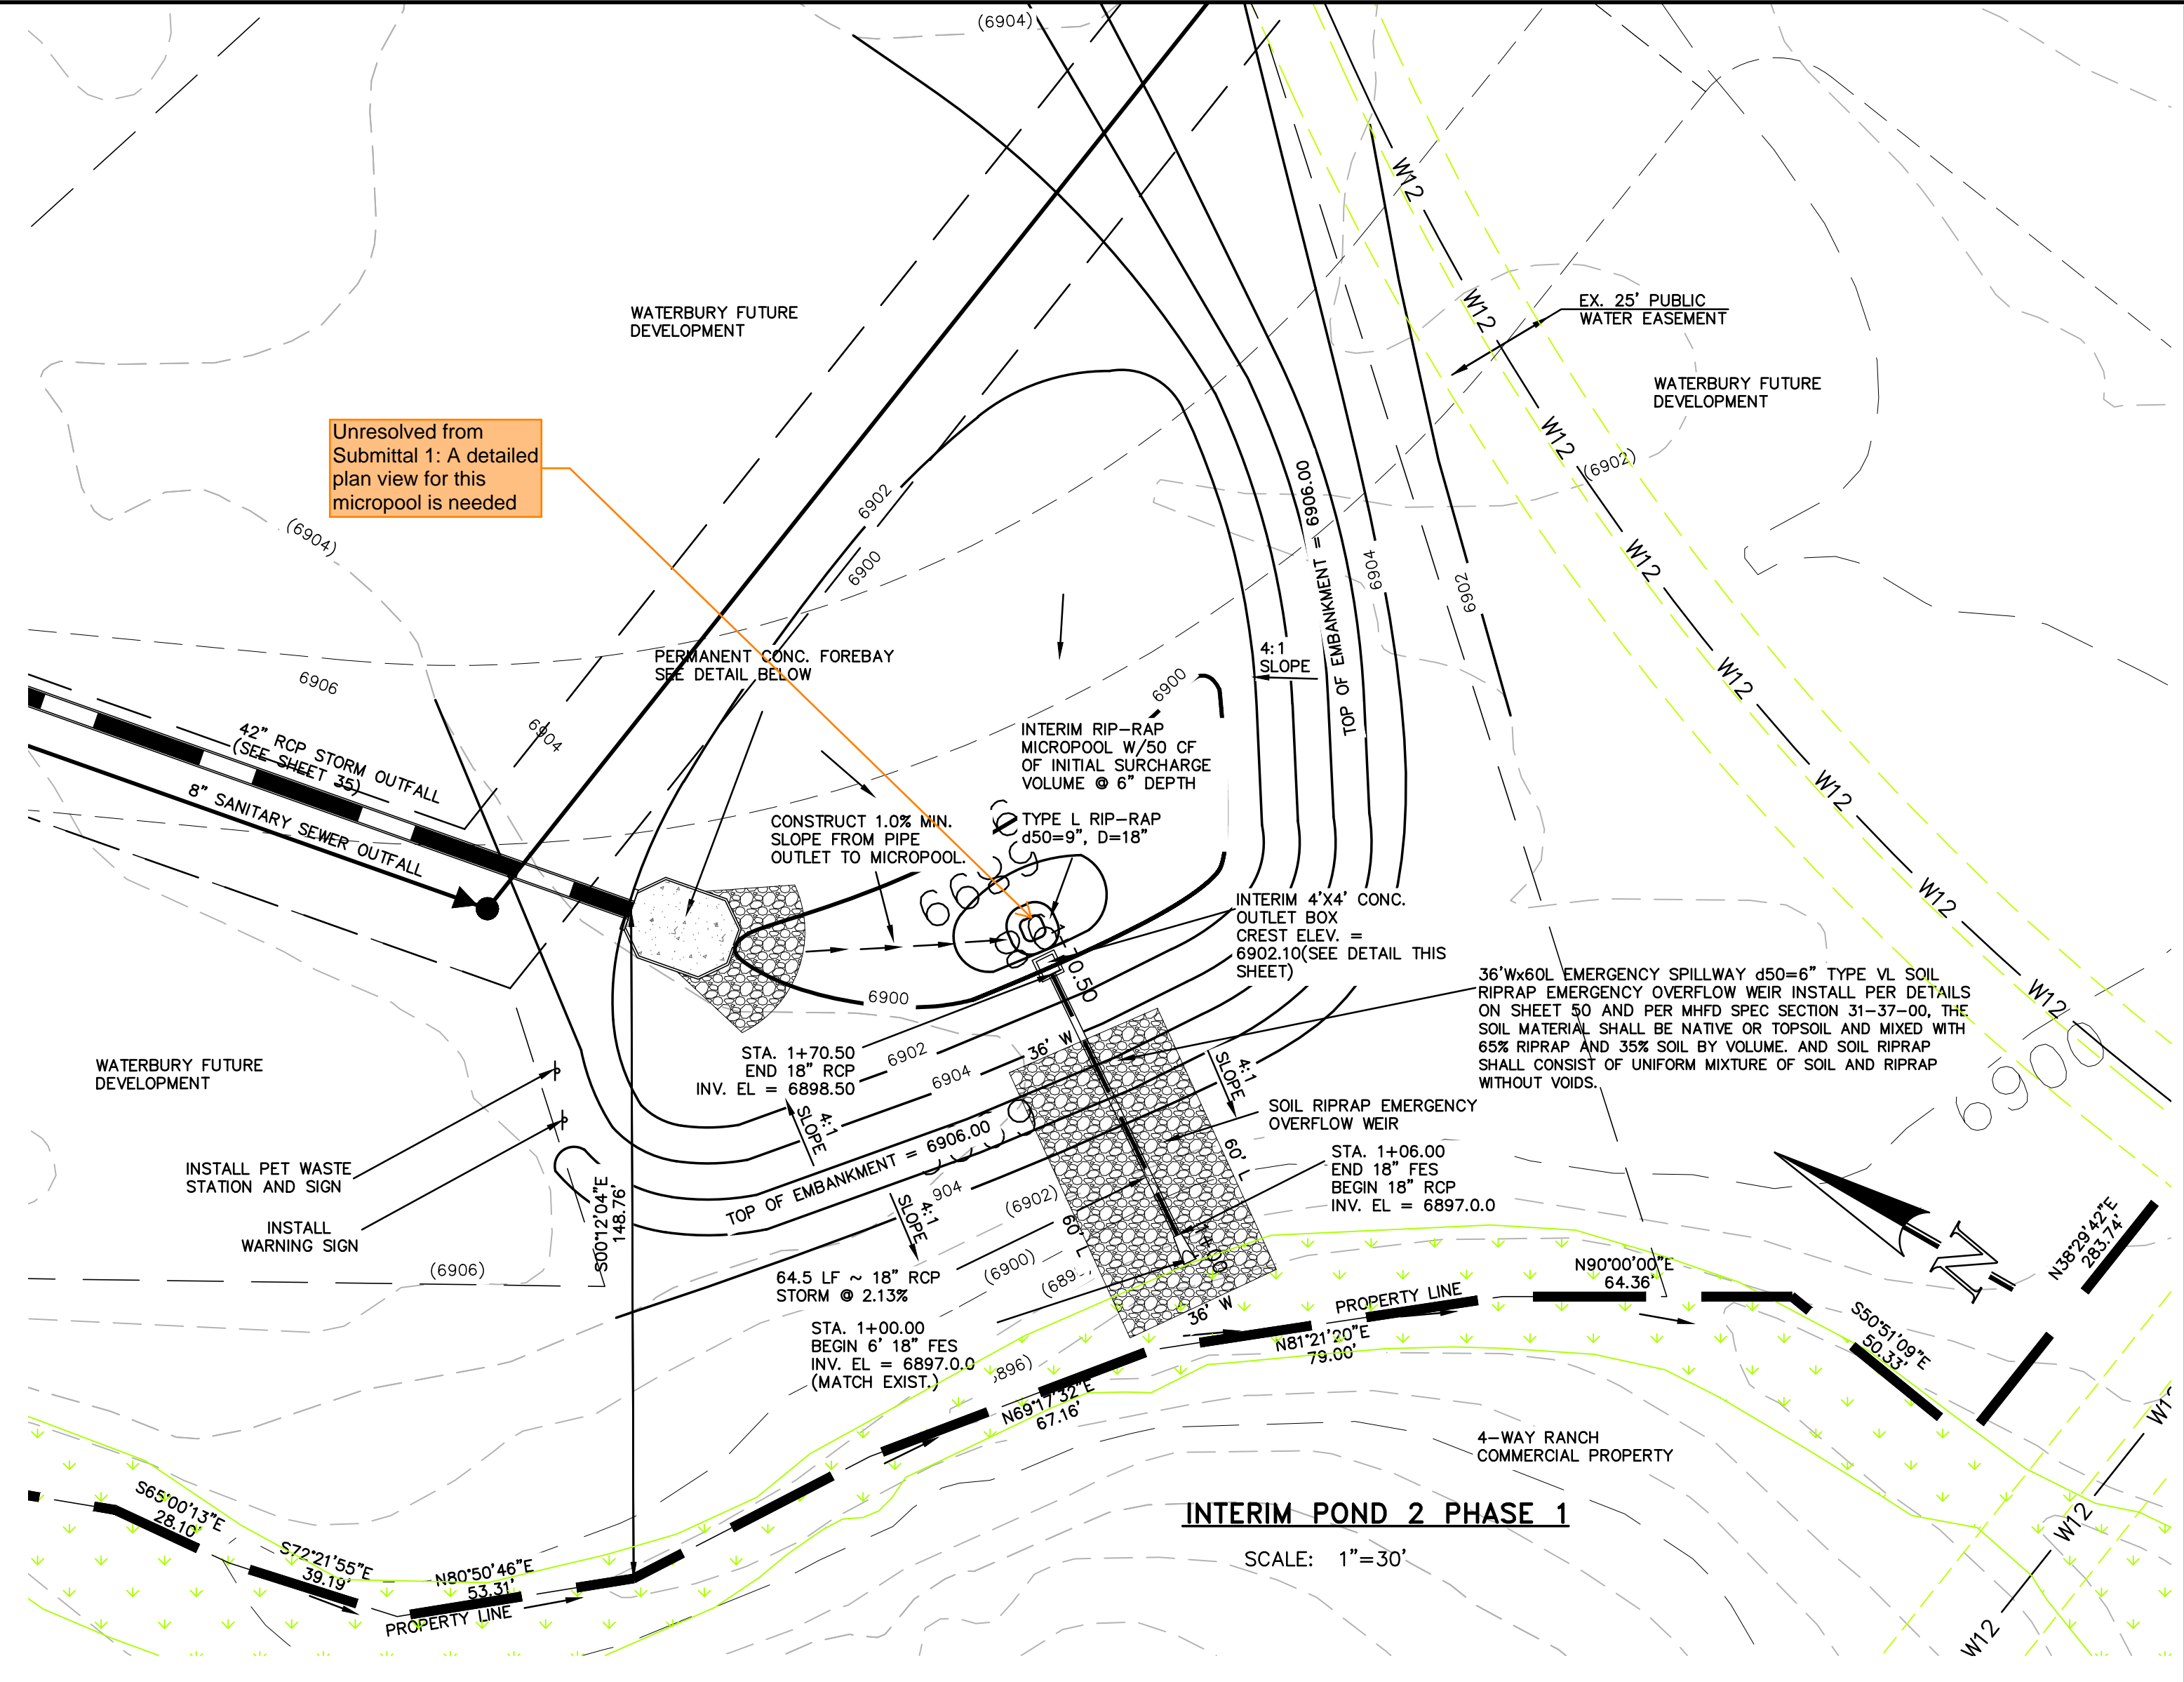 (6904)
W12
W12
EX. 25' PUBLIC
WATER EASEMENT
WATERBURY FUTURE
DEVELOPMENT
WATERBURY FUTURE
DEVELOPMENT
Unresolved from
Submittal 1: A detailed
plan view for this
micropool is needed
W12
(6902)
6902
6900
(6904)
TOP OF EMBANKMENT = 6906.00
6904
6902
W12
PERMANENT CONC. FOREBAY
SEE DETAIL BELOW
4:1
SLOPE
6906
6904
6900
W12
42" RCP STORM OUTFALL
(SEE SHEET 35)
8" SANITARY SEWER OUTFALL
INTERIM RIP-RAP
MICROPOOL W/50 CF
OF INITIAL SURCHARGE
VOLUME @ 6" DEPTH
W12
CONSTRUCT 1.0% MIN.
SLOPE FROM PIPE
OUTLET TO MICROPOOL.
TYPE L RIP-RAP
d50=9", D=18"
W12
INTERIM 4'X4' CONC.
OUTLET BOX
CREST ELEV. =
6902.10(SEE DETAIL THIS
SHEET)
6900
36'Wx60L EMERGENCY SPILLWAY d50=6" TYPE VL SOIL
RIPRAP EMERGENCY OVERFLOW WEIR INSTALL PER DETAILS
ON SHEET 50 AND PER MHFD SPEC SECTION 31-37-00, THE
SOIL MATERIAL SHALL BE NATIVE OR TOPSOIL AND MIXED WITH
65% RIPRAP AND 35% SOIL BY VOLUME. AND SOIL RIPRAP
SHALL CONSIST OF UNIFORM MIXTURE OF SOIL AND RIPRAP
WITHOUT VOIDS.
W12
6900
WATERBURY FUTURE
DEVELOPMENT
STA. 1+70.50
END 18" RCP
INV. EL = 6898.50
6902
6904
36' W
4:1
SLOPE
4:1
SLOPE
SOIL RIPRAP EMERGENCY
OVERFLOW WEIR
TOP OF EMBANKMENT = 6906.00
60' L
STA. 1+06.00
END 18" FES
BEGIN 18" RCP
INV. EL = 6897.0.0
INSTALL PET WASTE
STATION AND SIGN
INSTALL
WARNING SIGN
S00°12'04"E
148.76'
904
4:1
SLOPE
(6902)
60' L
(6900)
(6906)
64.5 LF ~ 18" RCP
STORM @ 2.13%
36' W
N
N38°29'42"E
283.74'
N90°00'00"E
64.36'
PROPERTY LINE
STA. 1+00.00
BEGIN 6' 18" FES
INV. EL = 6897.0.0
(MATCH EXIST.)
N81°21'20"E
79.00'
S50°51'09"E
50.33'
N69°17'32"E
67.16'
4-WAY RANCH
COMMERCIAL PROPERTY
INTERIM POND 2 PHASE 1
SCALE: 1"=30'
S65°00'13"E
28.10'
S72°21'55"E
39.19'
N80°50'46"E
53.31'
PROPERTY LINE
W12
W12